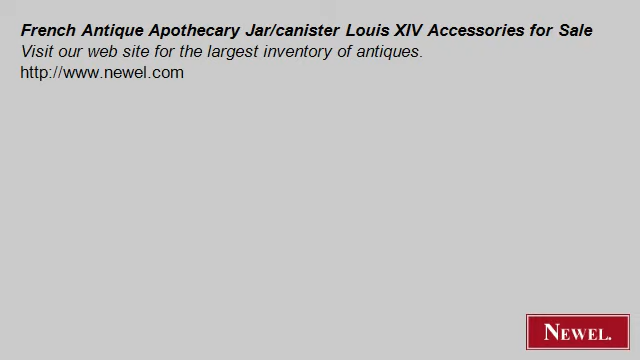 French Antique Apothecary Jar/canister Louis XIV Accessories for Sale
Visit our web site for the largest inventory of antiques.
http://www.newel.com
NEWEL.